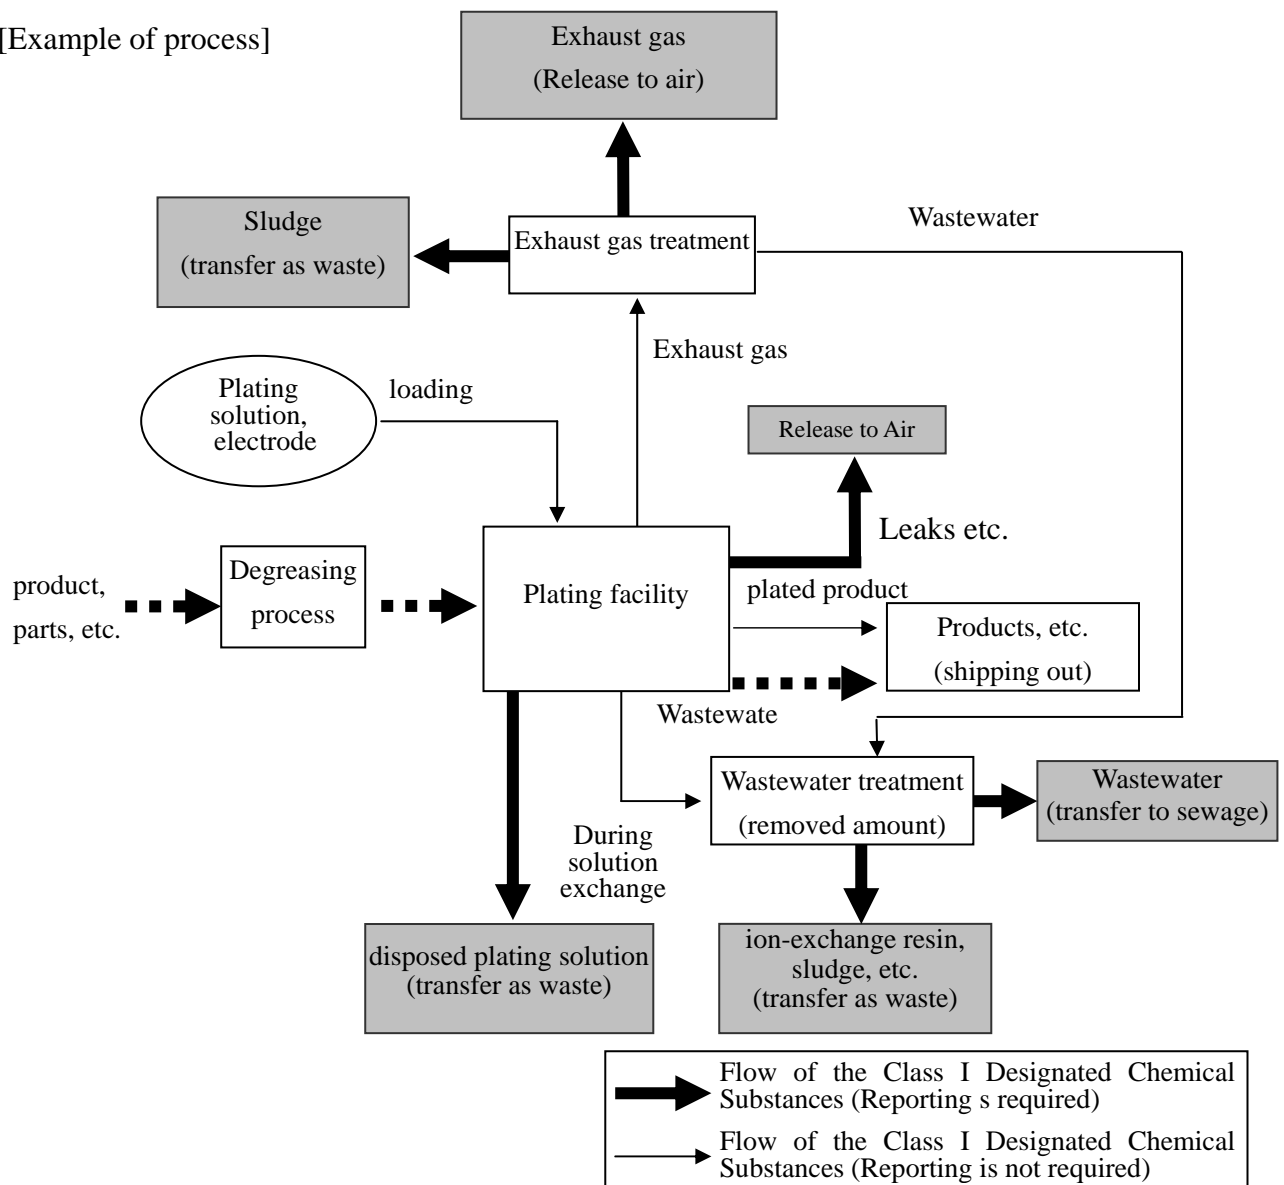 [Example of process]
Exhaust gas
(Release to air)
Sludge
(transfer as waste)
Exhaust gas treatment
Wastewater
Exhaust gas
Plating
solution,
electrode
loading
Release to Air
Leaks etc.
product,
parts, etc.
Degreasing
process
Plating facility
plated product
Products, etc.
(shipping out)
Wastewate
Wastewater treatment
(removed amount)
Wastewater
(transfer to sewage)
During
solution
exchange
disposed plating solution
(transfer as waste)
ion-exchange resin,
sludge, etc.
(transfer as waste)
Flow of the Class I Designated Chemical
Substances (Reporting s required)
Flow of the Class I Designated Chemical
Substances (Reporting is not required)